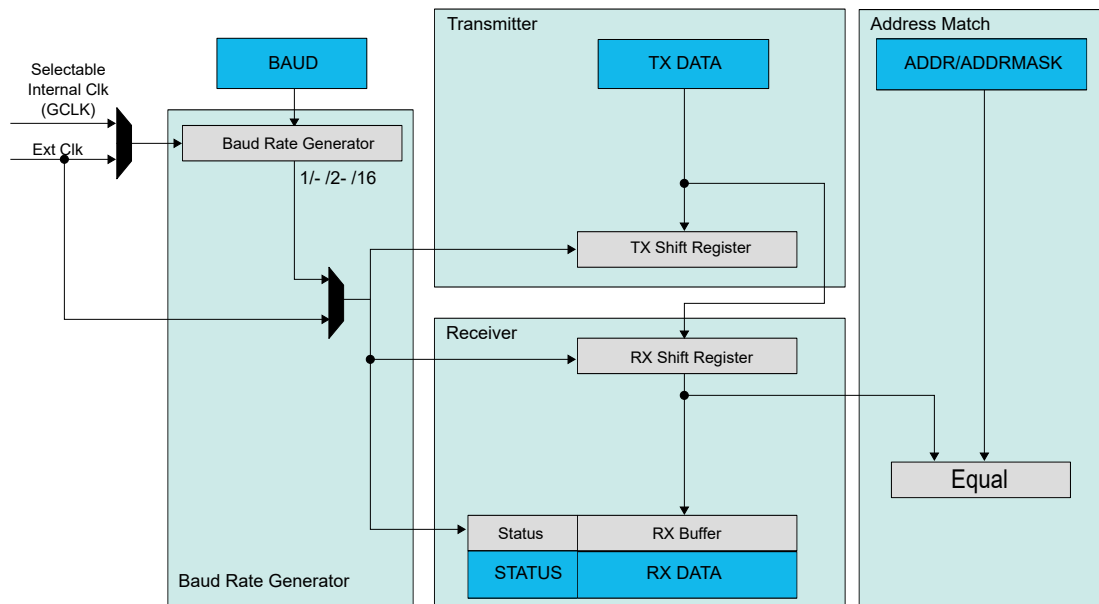 Transmitter
Address Match
BAUD
TX DATA
ADDR/ADDRMASK
Selectable
Internal Clk
(GCLK)
Ext Clk
Baud Rate Generator
1/- /2- /16
TX Shift Register
Receiver
RX Shift Register
Equal
Status
RX Buffer
STATUS
RX DATA
Baud Rate Generator